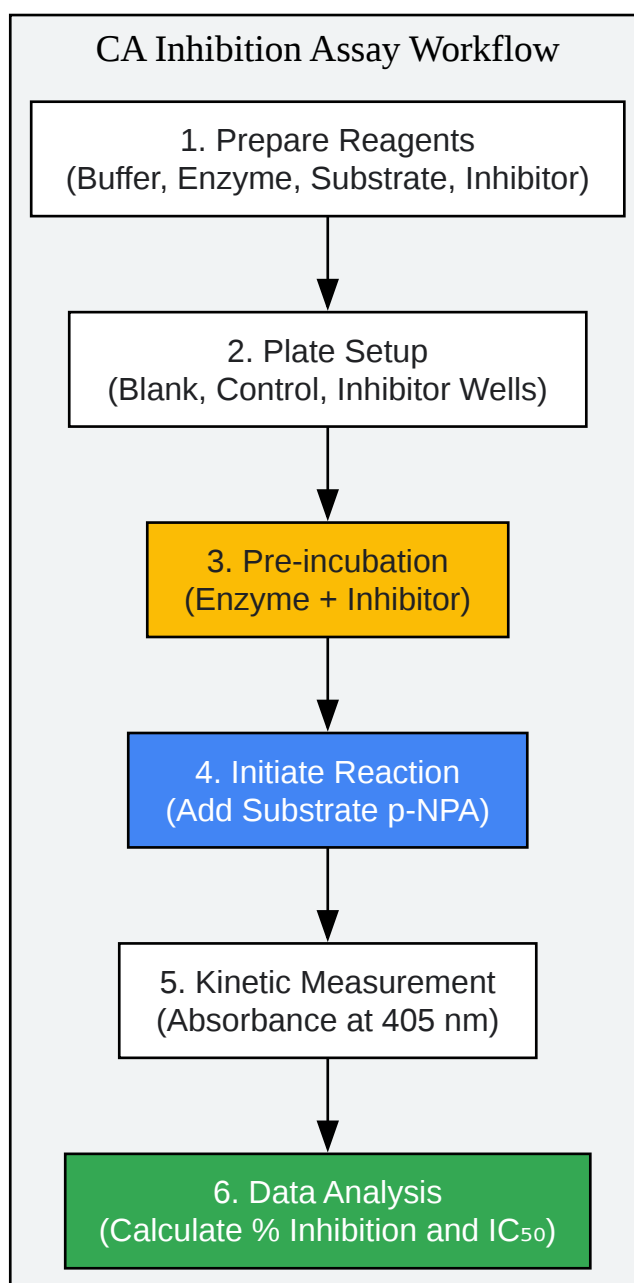 CA Inhibition Assay Workflow
1. Prepare Reagents
(Buffer, Enzyme, Substrate, Inhibitor)
2. Plate Setup
(Blank, Control, Inhibitor Wells)
3. Pre-incubation
(Enzyme + Inhibitor)
4. Initiate Reaction
(Add Substrate p-NPA)
5. Kinetic Measurement
(Absorbance at 405 nm)
6. Data Analysis
(Calculate % Inhibition and IC₅₀)